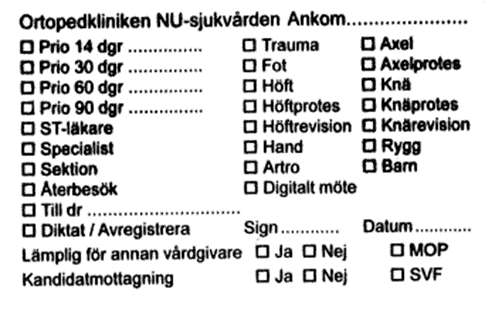 Ortopedkliniken NU-sjukvården Ankom......................
☐ Prio 14 dgr .............. ☐ Trauma ☐ Axel
☐ Prio 30 dgr .............. ☐ Fot ☐ Axelprotes
☐ Prio 60 dgr .............. ☐ Höft ☐ Knä
☐ Prio 90 dgr .............. ☐ Höftprotes ☐ Knäprotes
☐ ST-läkare ☐ Höftrevision ☐ Knärevision
☐ Specialist ☐ Hand ☐ Rygg
☐ Sektion ☐ Artro ☐ Barn
☐ Återbesök ☐ Digitalt möte
☐ Till dr .............................
☐ Diktat / Avregistrera Sign............ Datum............
Lämplig för annan vårdgivare ☐ Ja ☐ Nej ☐ MOP
Kandidatmottagning ☐ Ja ☐ Nej ☐ SVF